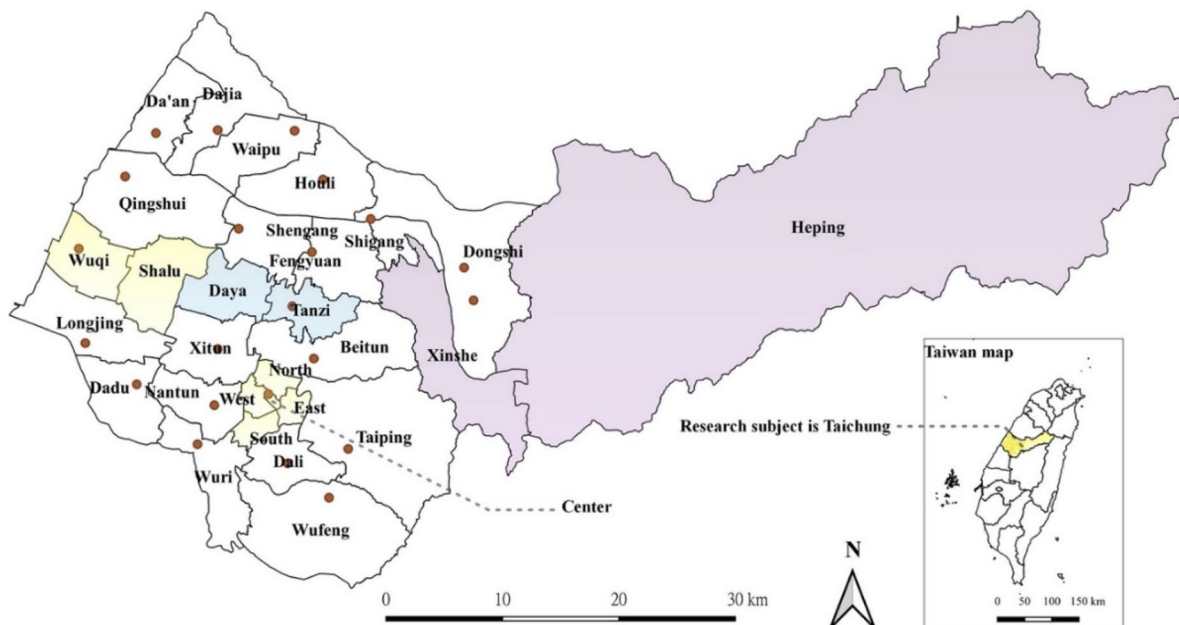 Da'an
Dajia
Waipu
Houli
Qingshui
Shengang
Shigang
Fengyuan
Dongshi
Heping
Wuqi
Shalu
Daya
Tanzi
Longjing
Xitun
Beitun
Xinshe
North
Dadu
Nantun
West
East
South
Taiping
Dali
Wuri
Wufeng
Center
Taiwan map
Research subject is Taichung
N
0 10 20 30 km
0 50 100 150 km